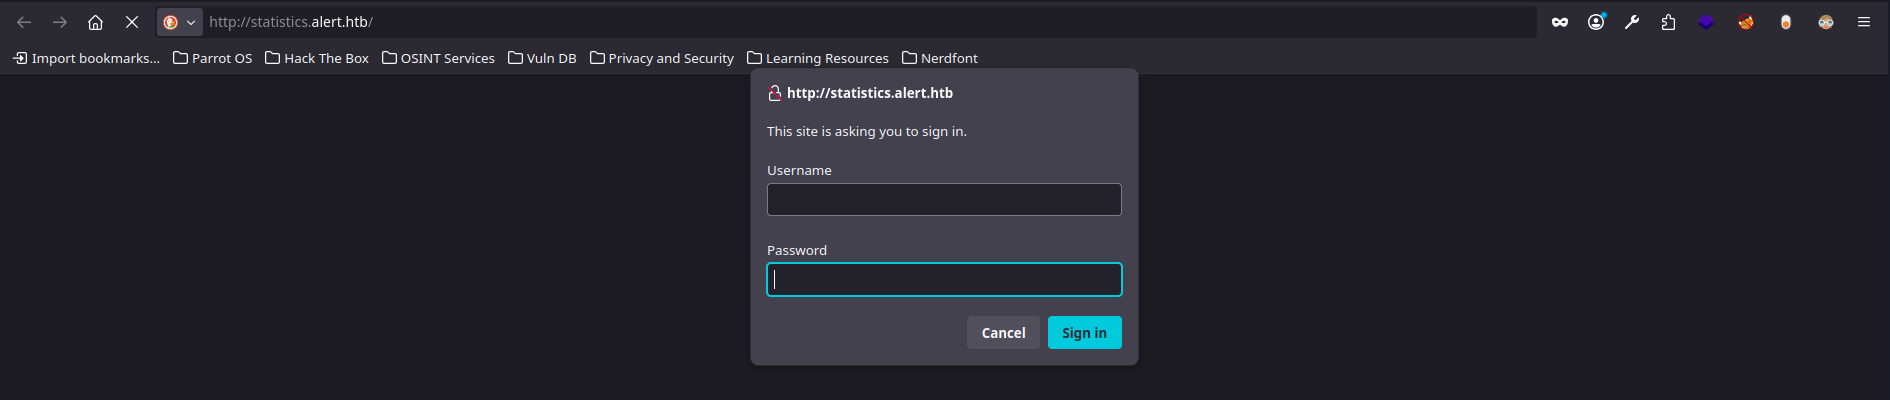 http://statistics.alert.htb/
Import bookmarks... Parrot OS Hack The Box OSINT Services Vuln DB Privacy and Security Learning Resources Nerdfont
http://statistics.alert.htb
This site is asking you to sign in.
Username
Password
Cancel Sign in